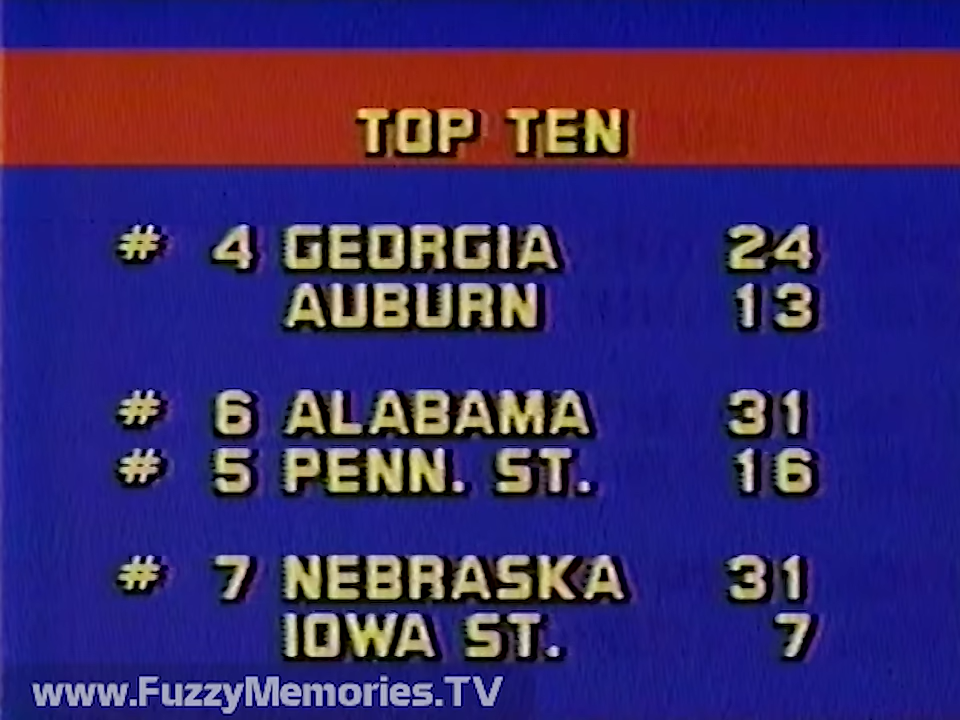 TOP TEN
# 4 GEORGIA 24
AUBURN 13
# 6 ALABAMA 31
# 5 PENN. ST. 16
# 7 NEBRASKA 31
IOWA ST. 7
www.FuzzyMemories.TV